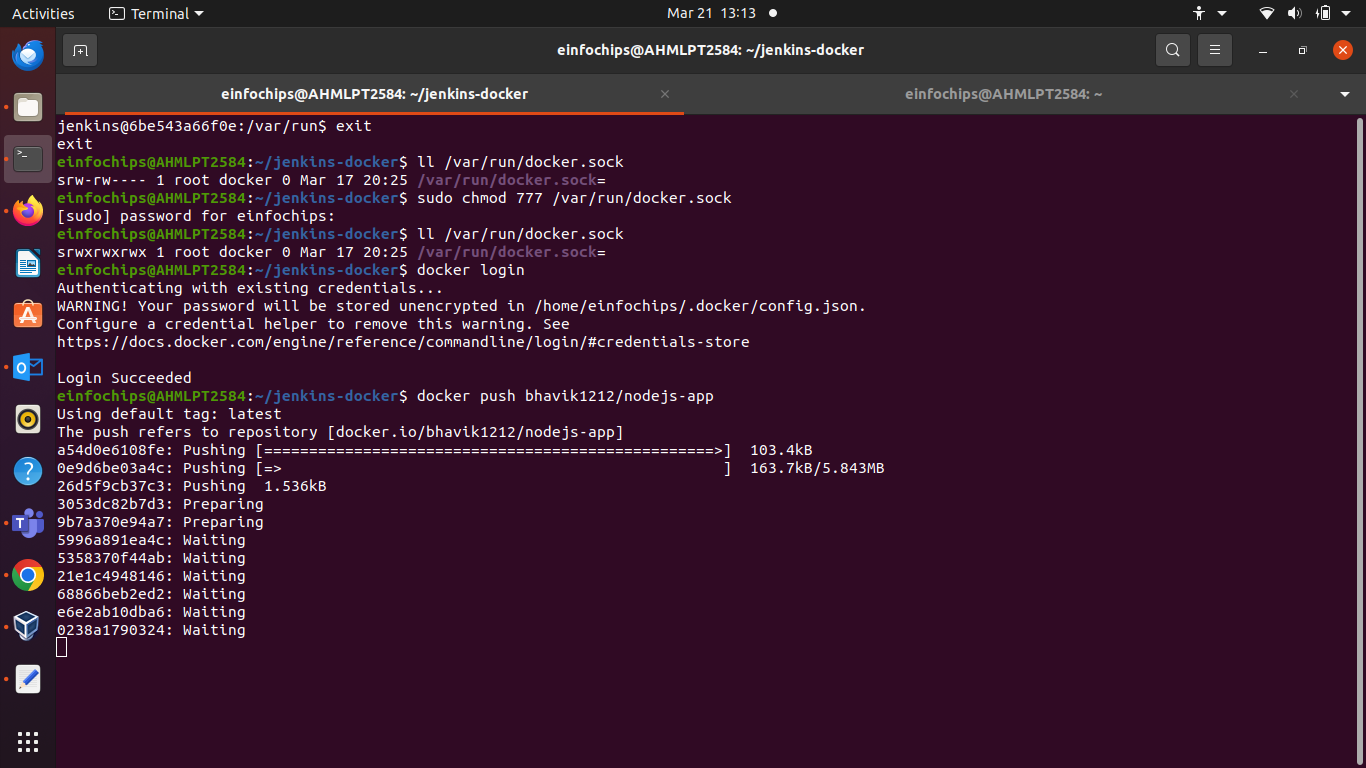 Activities
Terminal
Mar 21 13:13
einfochips@AHMLPT2584: ~/jenkins-docker
einfochips@AHMLPT2584: ~/jenkins-docker
einfochips@AHMLPT2584: ~
jenkins@6be543a66f0e:/var/run$ exit
exit
einfochips@AHMLPT2584:~/jenkins-docker$ ll /var/run/docker.sock
srw-rw---- 1 root docker 0 Mar 17 20:25 /var/run/docker.sock=
einfochips@AHMLPT2584:~/jenkins-docker$ sudo chmod 777 /var/run/docker.sock
[sudo] password for einfochips:
einfochips@AHMLPT2584:~/jenkins-docker$ ll /var/run/docker.sock
srwxrwxrwx 1 root docker 0 Mar 17 20:25 /var/run/docker.sock=
einfochips@AHMLPT2584:~/jenkins-docker$ docker login
Authenticating with existing credentials...
WARNING! Your password will be stored unencrypted in /home/einfochips/.docker/config.json.
Configure a credential helper to remove this warning. See
https://docs.docker.com/engine/reference/commandline/login/#credentials-store
Login Succeeded
einfochips@AHMLPT2584:~/jenkins-docker$ docker push bhavik1212/nodejs-app
Using default tag: latest
The push refers to repository [docker.io/bhavik1212/nodejs-app]
a54d0e6108fe: Pushing [==================================================>]  103.4kB
0e9d6be03a4c: Pushing [=>                                                 ]  163.7kB/5.843MB
26d5f9cb37c3: Pushing  1.536kB
3053dc82b7d3: Preparing
9b7a370e94a7: Preparing
5996a891ea4c: Waiting
5358370f44ab: Waiting
21e1c4948146: Waiting
68866beb2ed2: Waiting
e6e2ab10dba6: Waiting
0238a1790324: Waiting